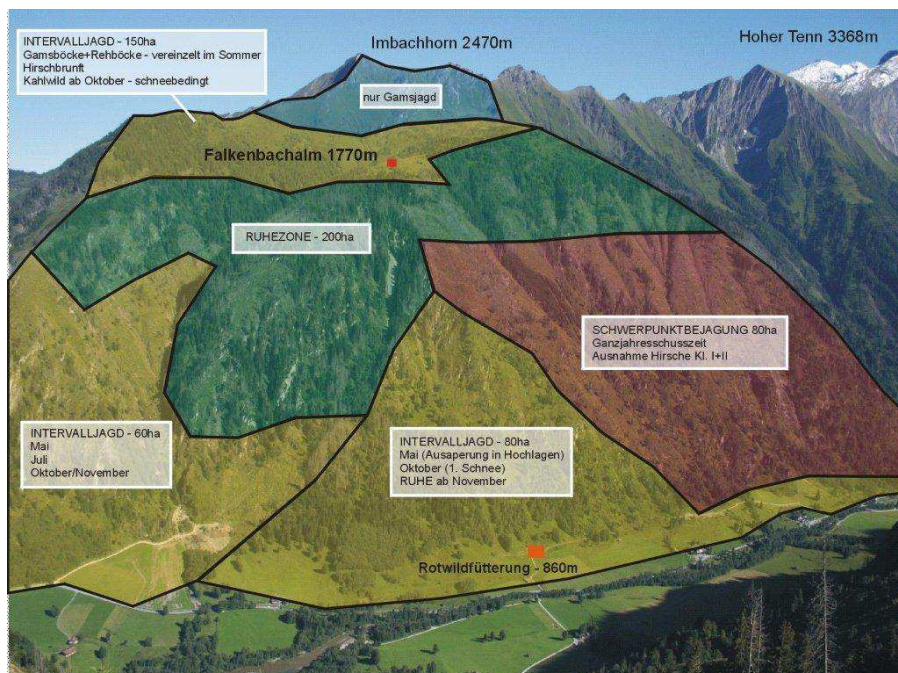 INTERVALLJAGD - 150ha
Gamsböcke+Rehböcke - vereinzelt im Sommer
Hirschbrunft
Kahlwild ab Oktober - schneebedingt
Imbachhorn 2470m
Hoher Tenn 3368m
nur Gamsjagd
Falkenbachalm 1770m
RUHEZONE - 200ha
SCHWERPUNKTBEJAGUNG 80ha
Ganzjahresschusszeit
Ausnahme Hirsche Kl. I+II
INTERVALLJAGD - 60ha
Mai
Juli
Oktober/November
INTERVALLJAGD - 80ha
Mai (Ausaperung in Hochlagen)
Oktober (1. Schnee)
RUHE ab November
Rotwildfütterung - 860m